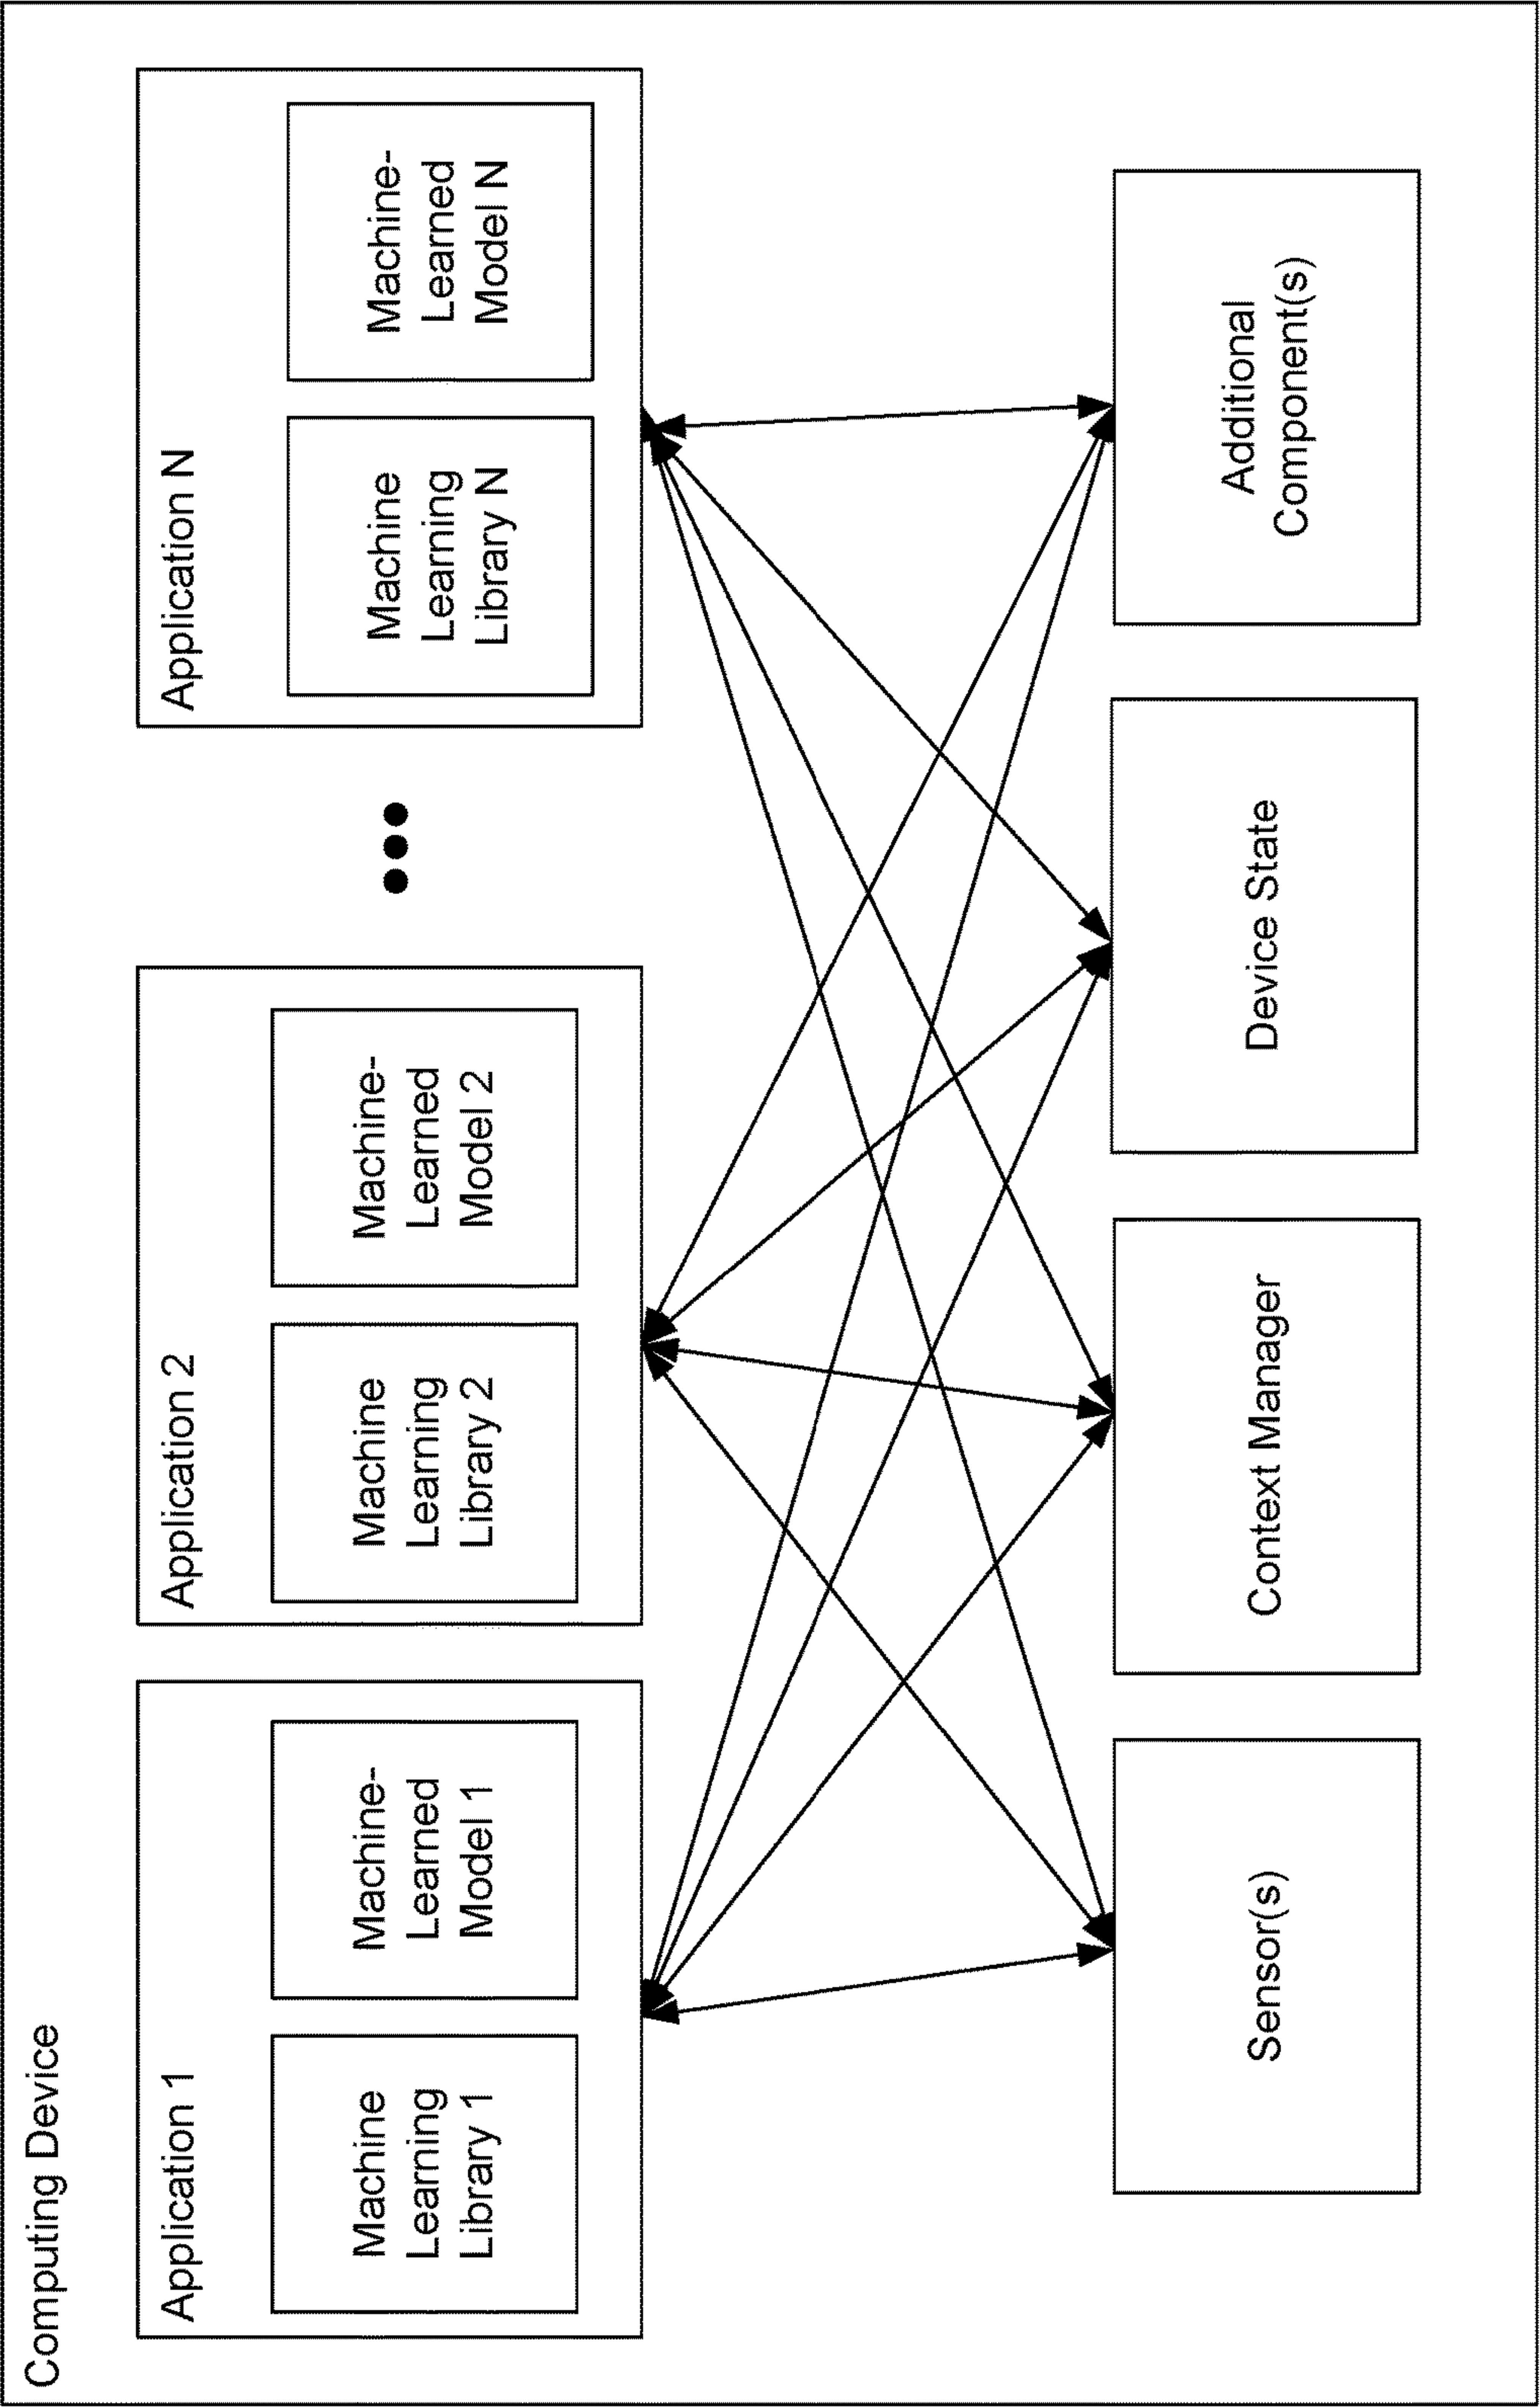 Computing Device
Application 1
Machine
Learning
Library 1
Machine-
Learned
Model 1
Application 2
Machine
Learning
Library 2
Machine-
Learned
Model 2
Application N
Machine
Learning
Library N
Machine-
Learned
Model N
Sensor(s)
Context Manager
Device State
Additional
Component(s)